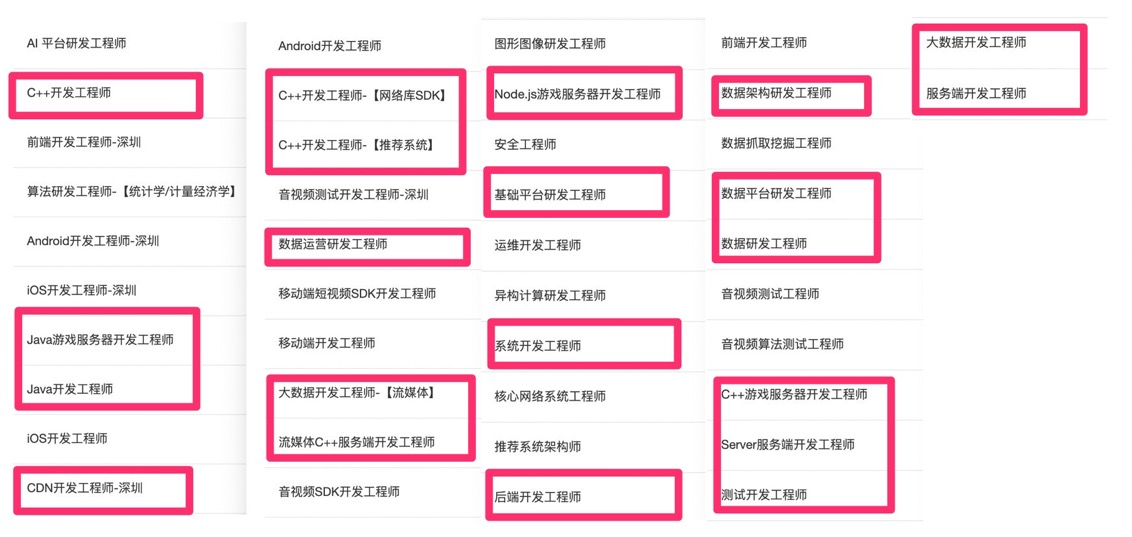 AI 平台研发工程师
C++开发工程师
前端开发工程师-深圳
算法研发工程师-【统计学/计量经济学】
Android开发工程师-深圳
iOS开发工程师-深圳
Java游戏服务器开发工程师
Java开发工程师
iOS开发工程师
CDN开发工程师-深圳
Android开发工程师
C++开发工程师-【网络库SDK】
C++开发工程师-【推荐系统】
音视频测试开发工程师-深圳
数据运营研发工程师
移动端短视频SDK开发工程师
移动端开发工程师
大数据开发工程师-【流媒体】
流媒体C++服务端开发工程师
音视频SDK开发工程师
图形图像研发工程师
Node.js游戏服务器开发工程师
安全工程师
基础平台研发工程师
运维开发工程师
异构计算研发工程师
系统开发工程师
核心网络系统工程师
推荐系统架构师
后端开发工程师
前端开发工程师
数据架构研发工程师
数据抓取挖掘工程师
数据平台研发工程师
数据研发工程师
音视频测试工程师
音视频算法测试工程师
C++游戏服务器开发工程师
Server服务端开发工程师
测试开发工程师
大数据开发工程师
服务端开发工程师